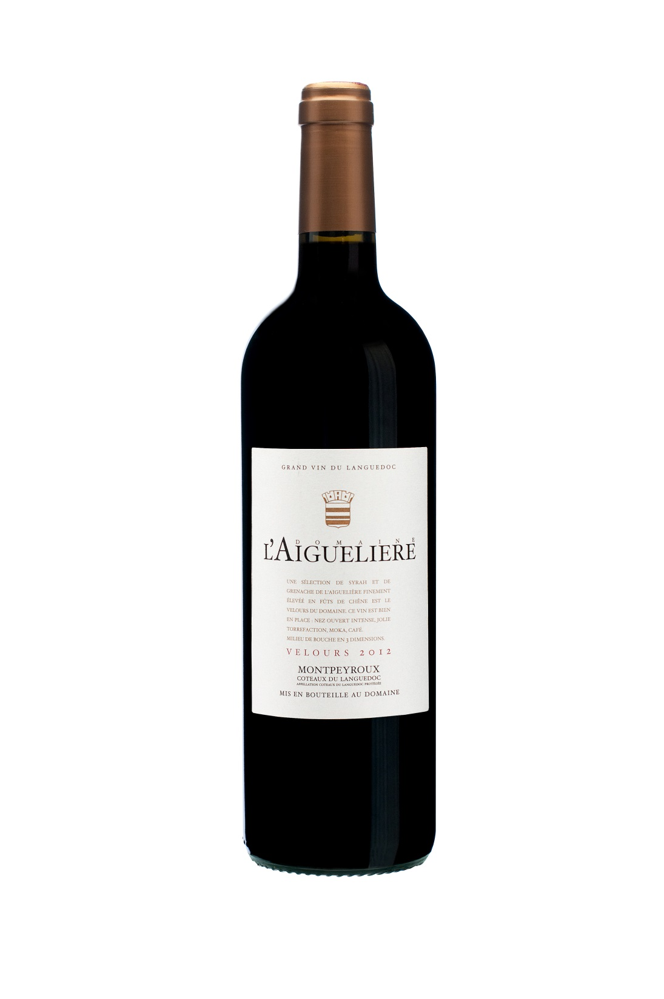 GRAND VIN DU LANGUEDOC
DOMAINE
L'AIGUELIERE
UNE SÉLECTION DE SYRAH ET DE
GRENACHE DE L'AIGUELIÈRE FINEMENT
ÉLEVÉÉ EN FÛTS DE CHÊNE EST LE
VELOURS DU DOMAINE. CE VIN EST BIEN
EN PLACE : NEZ OUVERT INTENSE, JOLIE
TORREFACTION, MOKA, CAFÉ.
MILIEU DE BOUCHE EN 3 DIMENSIONS.
VELOURS 2012
MONTPEYROUX
COTEAUX DU LANGUEDOC
APPELLATION COTEAUX DU LANGUEDOC PROTÉGÉE
MIS EN BOUTEILLE AU DOMAINE